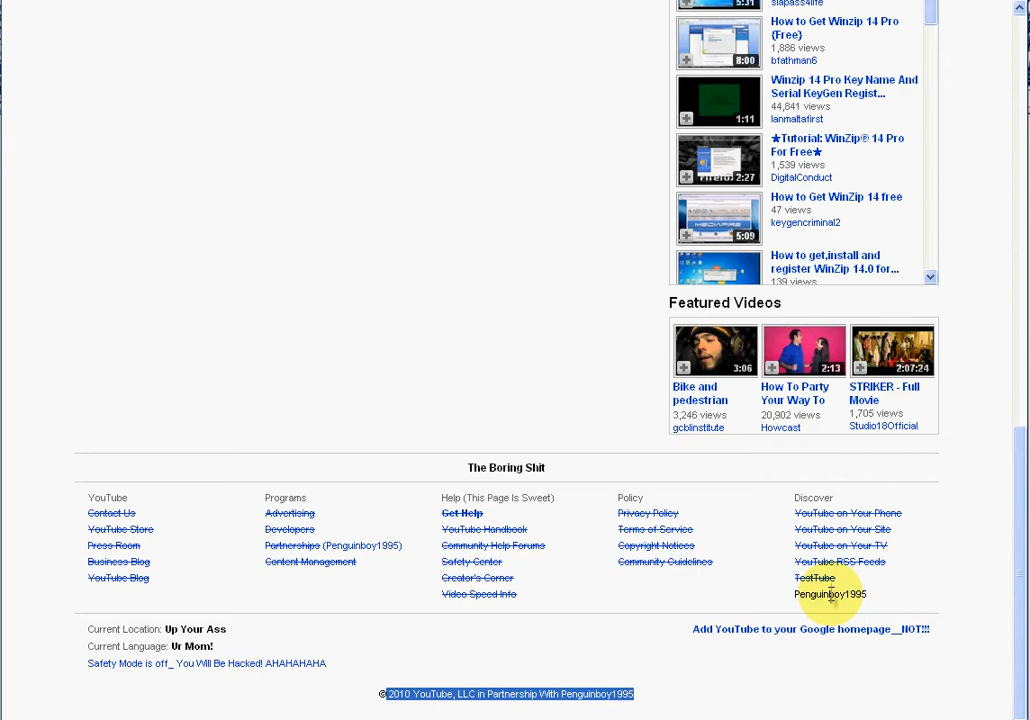 5:31
siapass4life
How to Get Winzip 14 Pro
{Free}
1,886 views
8:00
bfathman6
Winzip 14 Pro Key Name And
Serial KeyGen Regist...
44,841 views
1:11
lanmaltafirst
★Tutorial: WinZip® 14 Pro
For Free★
1,539 views
2:27
DigitalConduct
How to Get WinZip 14 free
47 views
keygencriminal2
MEDIAFIRE
5:09
How to get,install and
register WinZip 14.0 for...
139 views
Featured Videos
3:06 2:13 2:07:24
Bike and How To Party STRIKER - Full
pedestrian Your Way To Movie
3,246 views 20,902 views 1,705 views
gcblinstitute Howcast Studio18Official
The Boring Shit
YouTube Programs Help (This Page Is Sweet) Policy Discover
Contact Us Advertising Get Help Privacy Policy YouTube on Your Phone
YouTube Store Developers YouTube Handbook Terms of Service YouTube on Your Site
Press Room Partnerships (Penguinboy1995) Community Help Forums Copyright Notices YouTube on Your TV
Business Blog Content Management Safety Center Community Guidelines YouTube RSS Feeds
YouTube Blog Creator's Corner TestTube
Video Speed Info Penguinboy1995
Current Location: Up Your Ass Add YouTube to your Google homepage__NOT!!!
Current Language: Ur Mom!
Safety Mode is off_ You Will Be Hacked! AHAHAHAHA
© 2010 YouTube, LLC in Partnership With Penguinboy1995